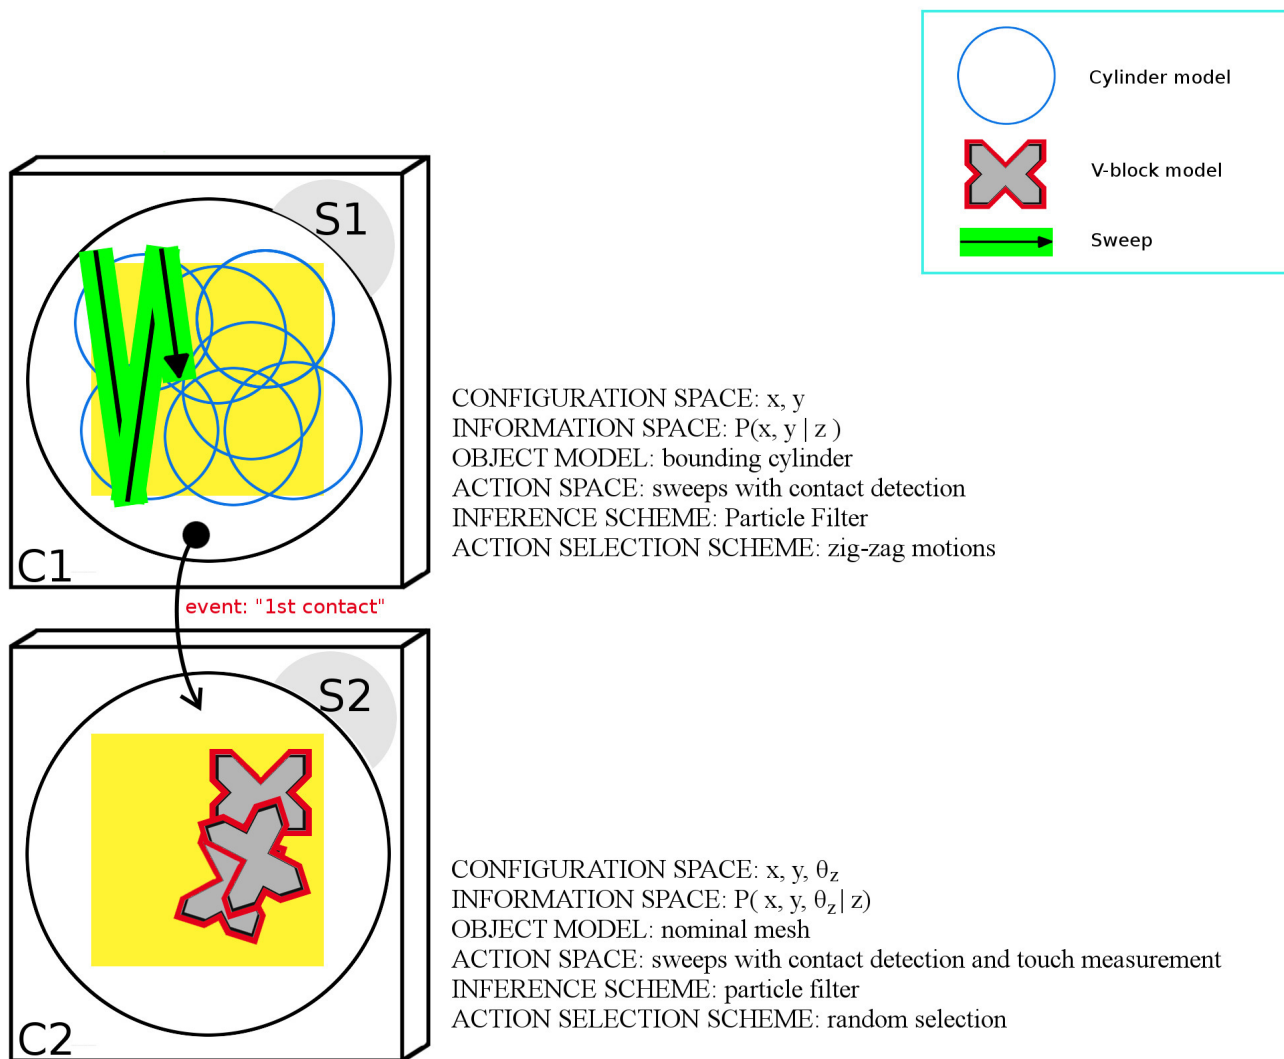 Cylinder model
V-block model
Sweep
S1
C1
CONFIGURATION SPACE: x, y
INFORMATION SPACE: P(x, y | z )
OBJECT MODEL: bounding cylinder
ACTION SPACE: sweeps with contact detection
INFERENCE SCHEME: Particle Filter
ACTION SELECTION SCHEME: zig-zag motions
event: "1st contact"
S2
C2
CONFIGURATION SPACE: x, y, θz
INFORMATION SPACE: P( x, y, θz | z)
OBJECT MODEL: nominal mesh
ACTION SPACE: sweeps with contact detection and touch measurement
INFERENCE SCHEME: particle filter
ACTION SELECTION SCHEME: random selection